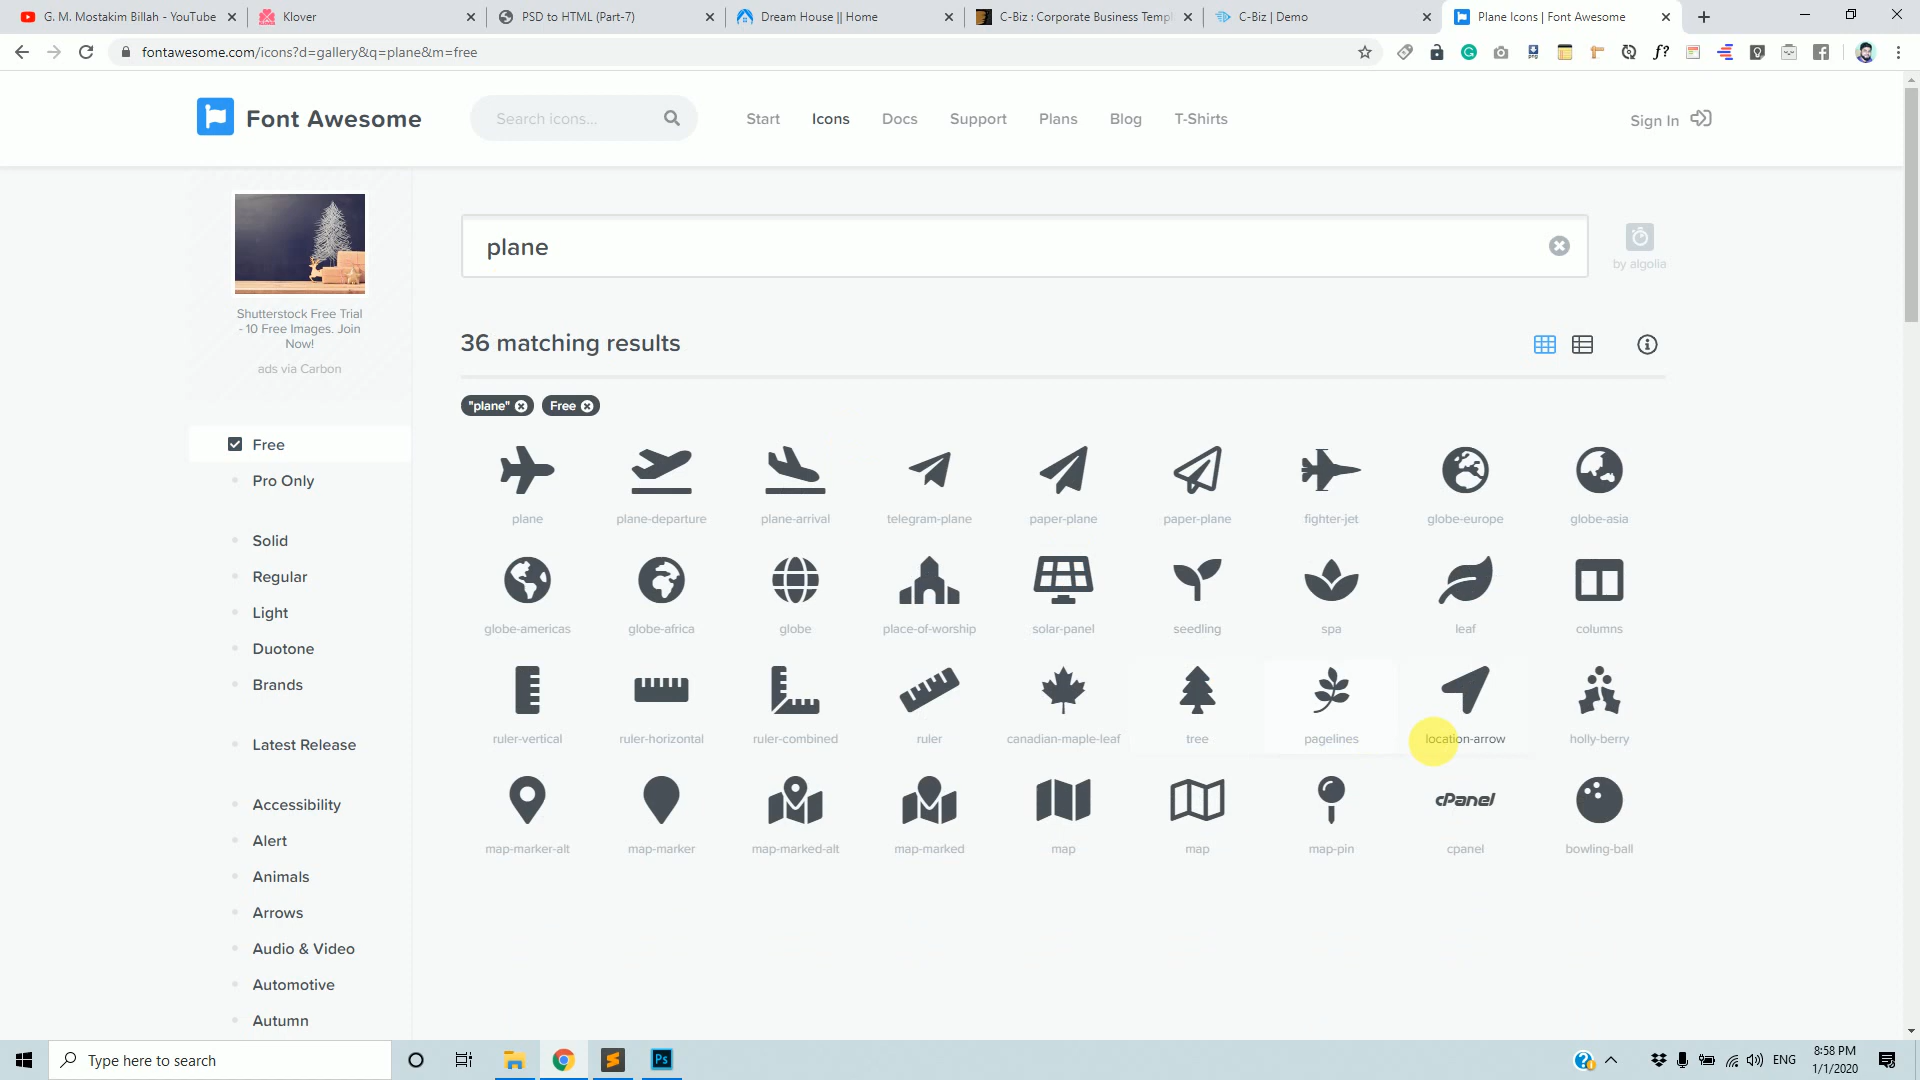 G. M. Mostakim Billah - YouTube
Klover
PSD to HTML (Part-7)
Dream House || Home
C-Biz : Corporate Business Templ
C-Biz | Demo
Plane Icons | Font Awesome
fontawesome.com/icons?d=gallery&q=plane&m=free
Font Awesome
Search icons...
Start
Icons
Docs
Support
Plans
Blog
T-Shirts
Sign In
Shutterstock Free Trial
- 10 Free Images. Join
Now!
ads via Carbon
plane
by algolia
36 matching results
"plane"
Free
Free
Pro Only
Solid
Regular
Light
Duotone
Brands
Latest Release
Accessibility
Alert
Animals
Arrows
Audio & Video
Automotive
Autumn
plane
plane-departure
plane-arrival
telegram-plane
paper-plane
paper-plane
fighter-jet
globe-europe
globe-asia
globe-americas
globe-africa
globe
place-of-worship
solar-panel
seedling
spa
leaf
columns
ruler-vertical
ruler-horizontal
ruler-combined
ruler
canadian-maple-leaf
tree
pagelines
location-arrow
holly-berry
cPanel
map-marker-alt
map-marker
map-marked-alt
map-marked
map
map
map-pin
cpanel
bowling-ball
Type here to search
Ps
ENG
8:58 PM
1/1/2020